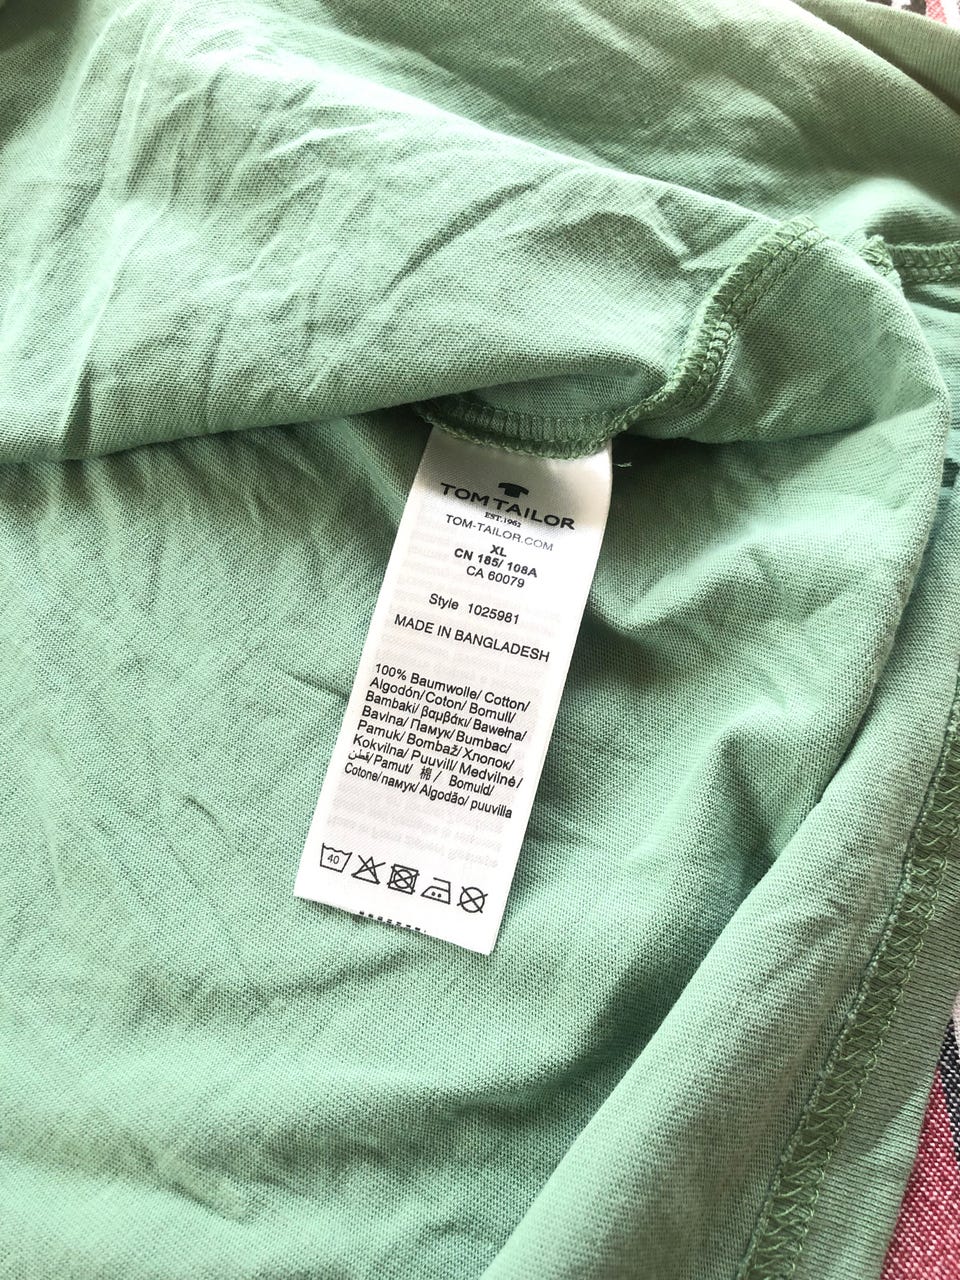 TOM TAILOR
EST.1962
TOM-TAILOR.COM
XL
CN 185/ 108A
CA 60079
Style 1025981
MADE IN BANGLADESH
100% Baumwolle/ Cotton/
Algodón/Coton/ Bomull/
Bambaki/ βαμβάκι/ Bawełna/
Bavlna/ Памук/ Bumbac/
Pamuk/ Bombaž/ Хлопок/
Kokvilna/ Puuvill/ Medvilnė/
قطن/Pamut/ 棉 / Bomuld/
Cotone/памук/ Algodão/ puuvilla
40